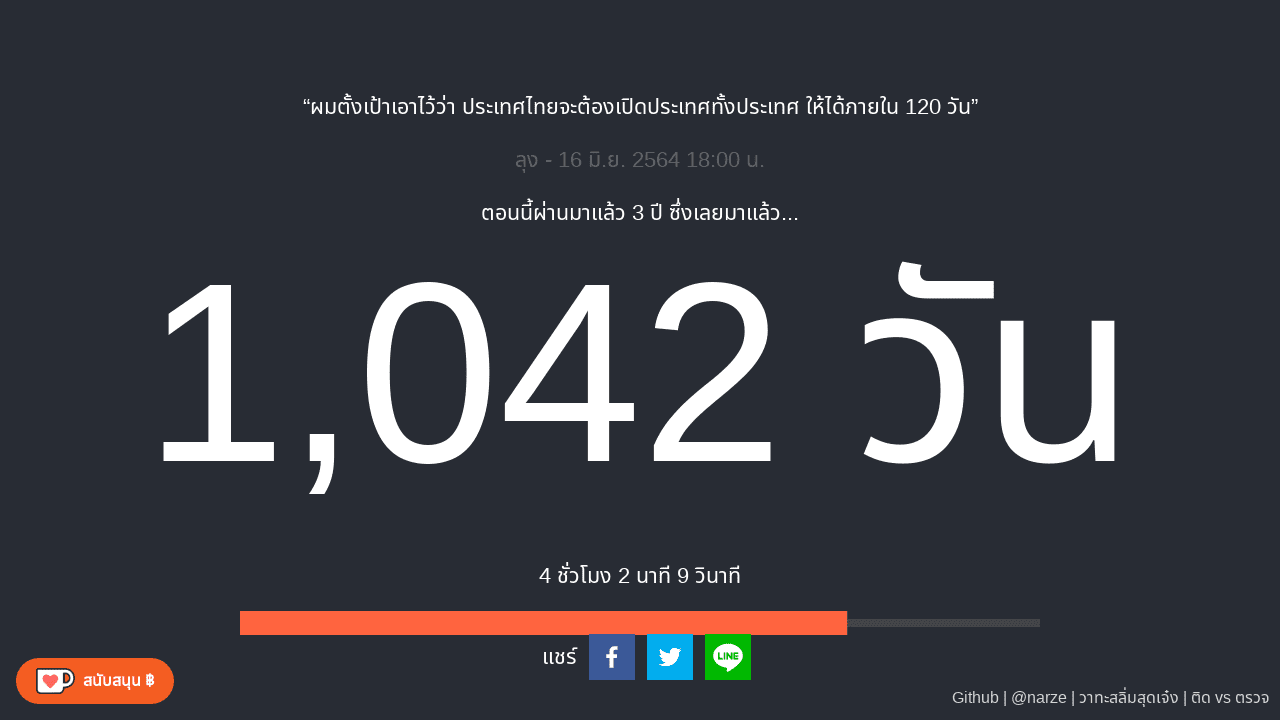 “ผมตั้งเป้าเอาไว้ว่า ประเทศไทยจะต้องเปิดประเทศทั้งประเทศ ให้ได้ภายใน 120 วัน”
ลุง - 16 มิ.ย. 2564 18:00 น.
ตอนนี้ผ่านมาแล้ว 3 ปี ซึ่งเลยมาแล้ว...
1,042 วัน
4 ชั่วโมง 2 นาที 9 วินาที
แชร์
LINE
สนับสนุน ฿
Github | @narze | วาทะสลิ่มสุดเจ๋ง | ติด vs ตรวจ